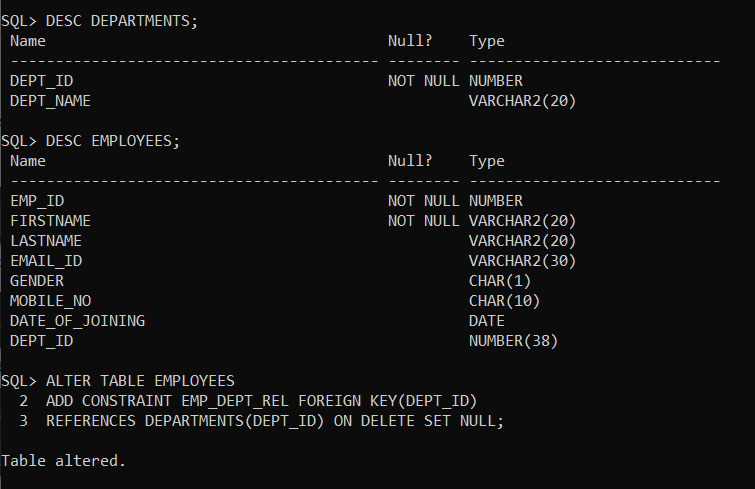 SQL> DESC DEPARTMENTS;
 Name                                      Null?    Type
 ----------------------------------------- -------- ----------------------------
 DEPT_ID                                   NOT NULL NUMBER
 DEPT_NAME                                          VARCHAR2(20)

SQL> DESC EMPLOYEES;
 Name                                      Null?    Type
 ----------------------------------------- -------- ----------------------------
 EMP_ID                                    NOT NULL NUMBER
 FIRSTNAME                                 NOT NULL VARCHAR2(20)
 LASTNAME                                           VARCHAR2(20)
 EMAIL_ID                                           VARCHAR2(30)
 GENDER                                             CHAR(1)
 MOBILE_NO                                          CHAR(10)
 DATE_OF_JOINING                                    DATE
 DEPT_ID                                            NUMBER(38)

SQL> ALTER TABLE EMPLOYEES
  2  ADD CONSTRAINT EMP_DEPT_REL FOREIGN KEY(DEPT_ID)
  3  REFERENCES DEPARTMENTS(DEPT_ID) ON DELETE SET NULL;

Table altered.